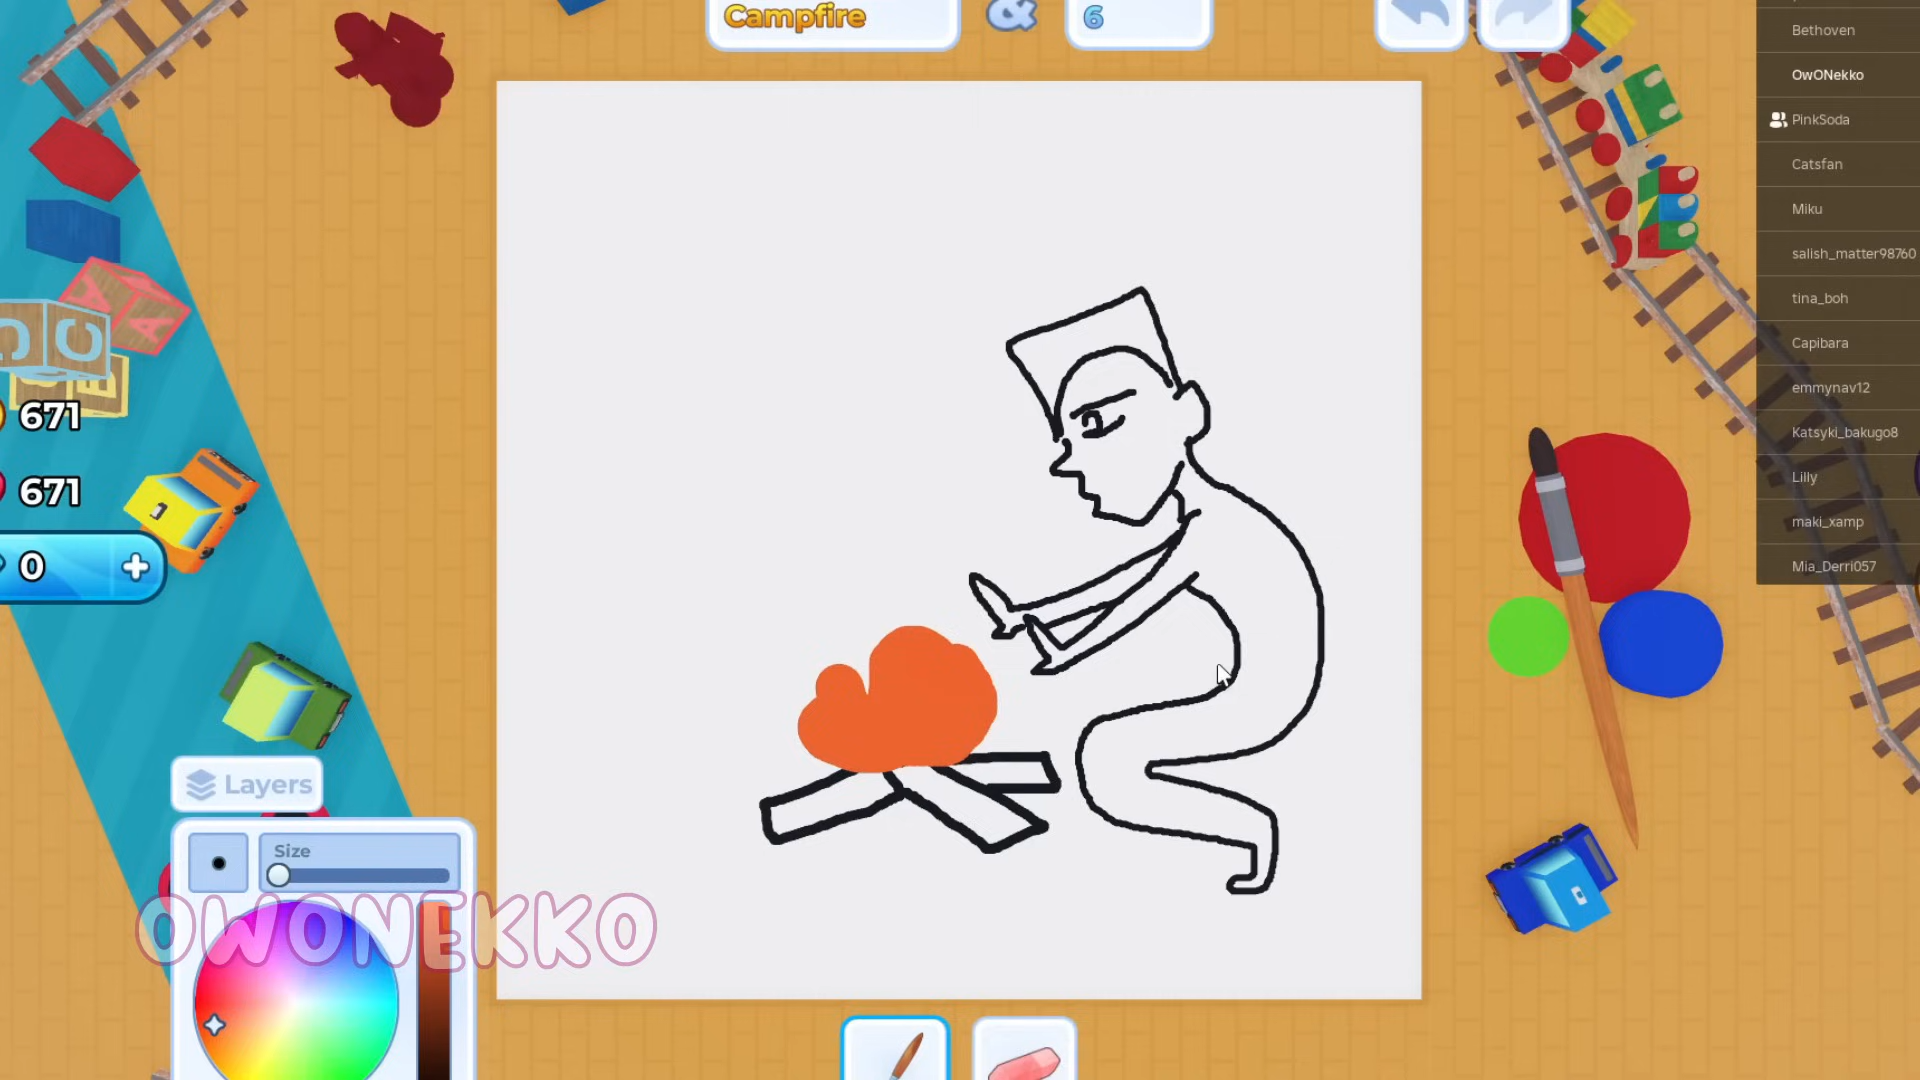 Campfire
&
6
Bethoven
OwONekko
PinkSoda
Catsfan
Miku
salish_matter98760
tina_boh
Capibara
emmynav12
Katsyki_bakugo8
Lilly
maki_xamp
Mia_Derri057
671
671
0
+
1
A
A
O
Layers
Size
OWONEKKO